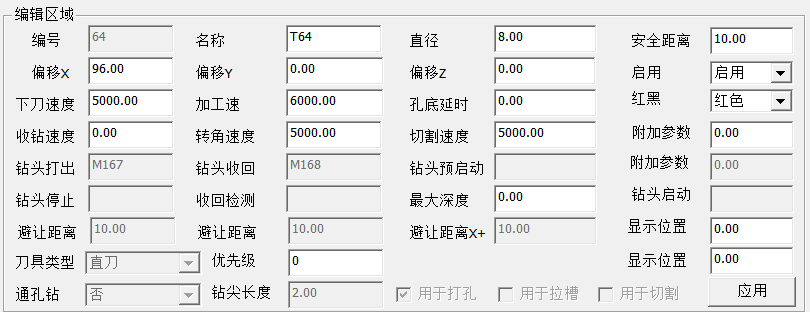 编辑区域
编号 64 名称 T64 直径 8.00 安全距离 10.00
偏移X 96.00 偏移Y 0.00 偏移Z 0.00 启用 启用
下刀速度 5000.00 加工速 6000.00 孔底延时 0.00 红黑 红色
收钻速度 0.00 转角速度 5000.00 切割速度 5000.00 附加参数 0.00
钻头打出 M167 钻头收回 M168 钻头预启动 附加参数 0.00
钻头停止 收回检测 最大深度 0.00 钻头启动
避让距离 10.00 避让距离 10.00 避让距离X+ 10.00 显示位置 0.00
刀具类型 直刀 优先级 0 显示位置 0.00
通孔钻 否 钻尖长度 2.00 用于打孔 用于拉槽 用于切割 应用